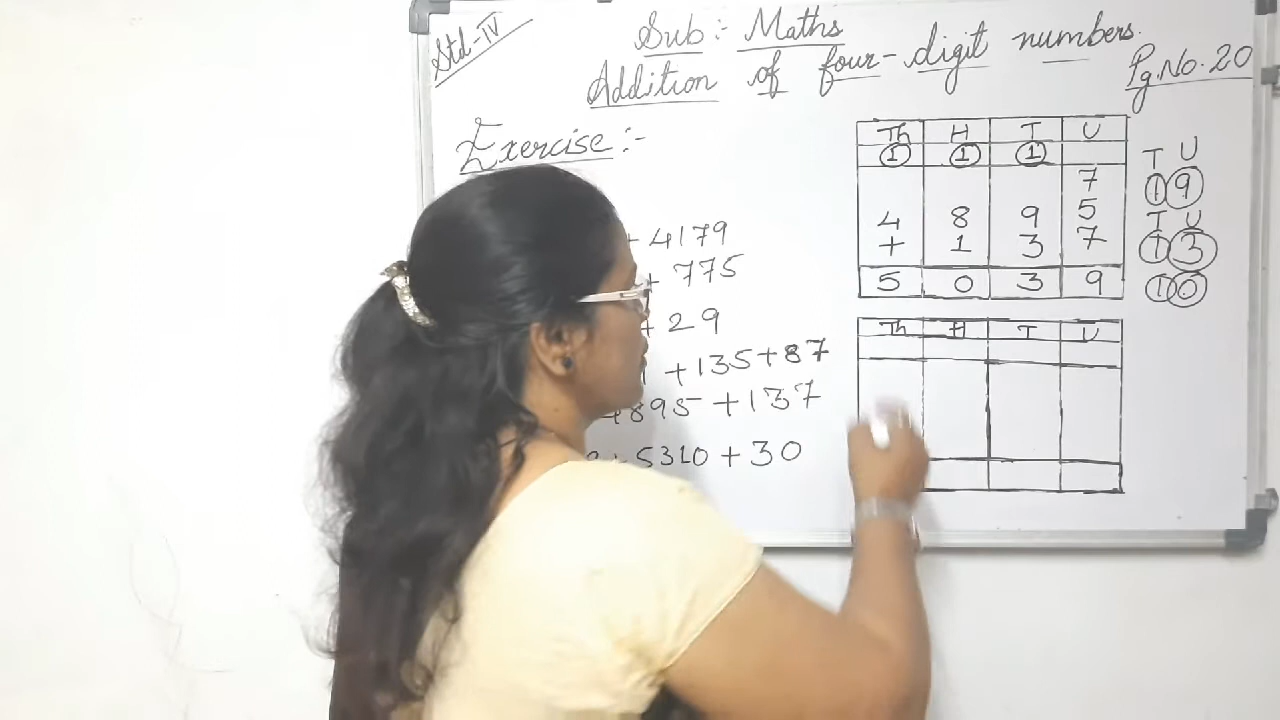 Std-IV
Sub:- Maths
Addition of four-digit numbers.
Pg.No.20
Exercise :-
+ 4179
+ 775
+ 29
+135+87
4895 +137
+5310 +30
Th H T U
1 1 1
7
4 8 9 5
+ 1 3 7
5 0 3 9
T U
1 9
T U
1 3
1 0
Th H T U